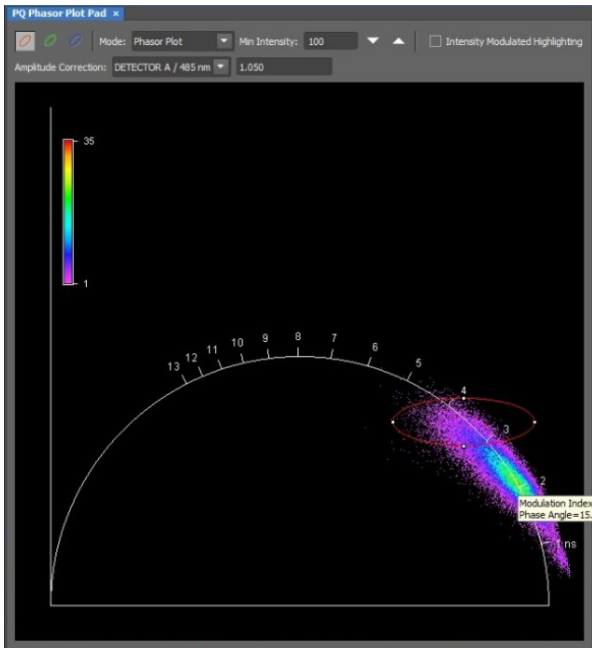 PQ Phasor Plot Pad ×
Mode: Phasor Plot Min Intensity: 100 Intensity Modulated Highlighting
Amplitude Correction: DETECTOR A / 485 nm 1.050
35
1
13 12 11 10 9 8 7 6 5 4 3 2 1 ns
Modulation Index
Phase Angle=15.